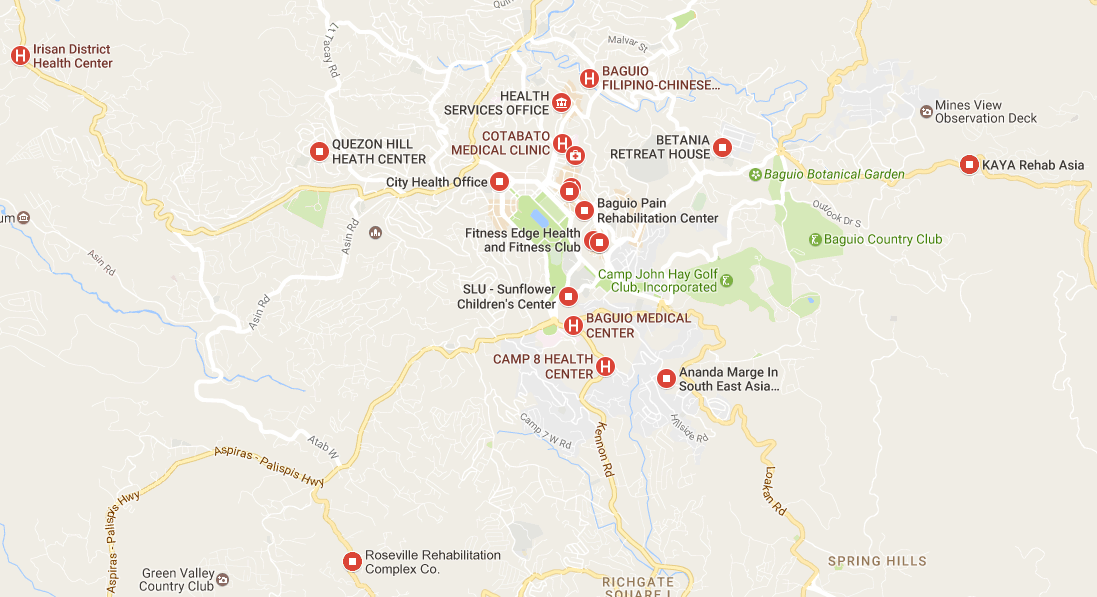 Quin
Malvar St
Lt Tacay Rd
Irisan District
Health Center
BAGUIO
FILIPINO-CHINESE...
HEALTH
SERVICES OFFICE
Mines View
Observation Deck
COTABATO
MEDICAL CLINIC
BETANIA
RETREAT HOUSE
QUEZON HILL
HEATH CENTER
KAYA Rehab Asia
Baguio Botanical Garden
City Health Office
Baguio Pain
Rehabilitation Center
Outlook Dr S
um
Asin Rd
Fitness Edge Health
and Fitness Club
Baguio Country Club
Asin Rd
Camp John Hay Golf
Club, Incorporated
SLU - Sunflower
Children's Center
Asin Rd
BAGUIO MEDICAL
CENTER
CAMP 8 HEALTH
CENTER
Ananda Marge In
South East Asia...
Hillside Rd
Camp 7 W Rd
Kennon Rd
Atab W
Aspiras - Palispis Hwy
Loakan Rd
Aspiras - Palispis Hwy
Roseville Rehabilitation
Complex Co.
SPRING HILLS
Green Valley
Country Club
RICHGATE
SQUARE I